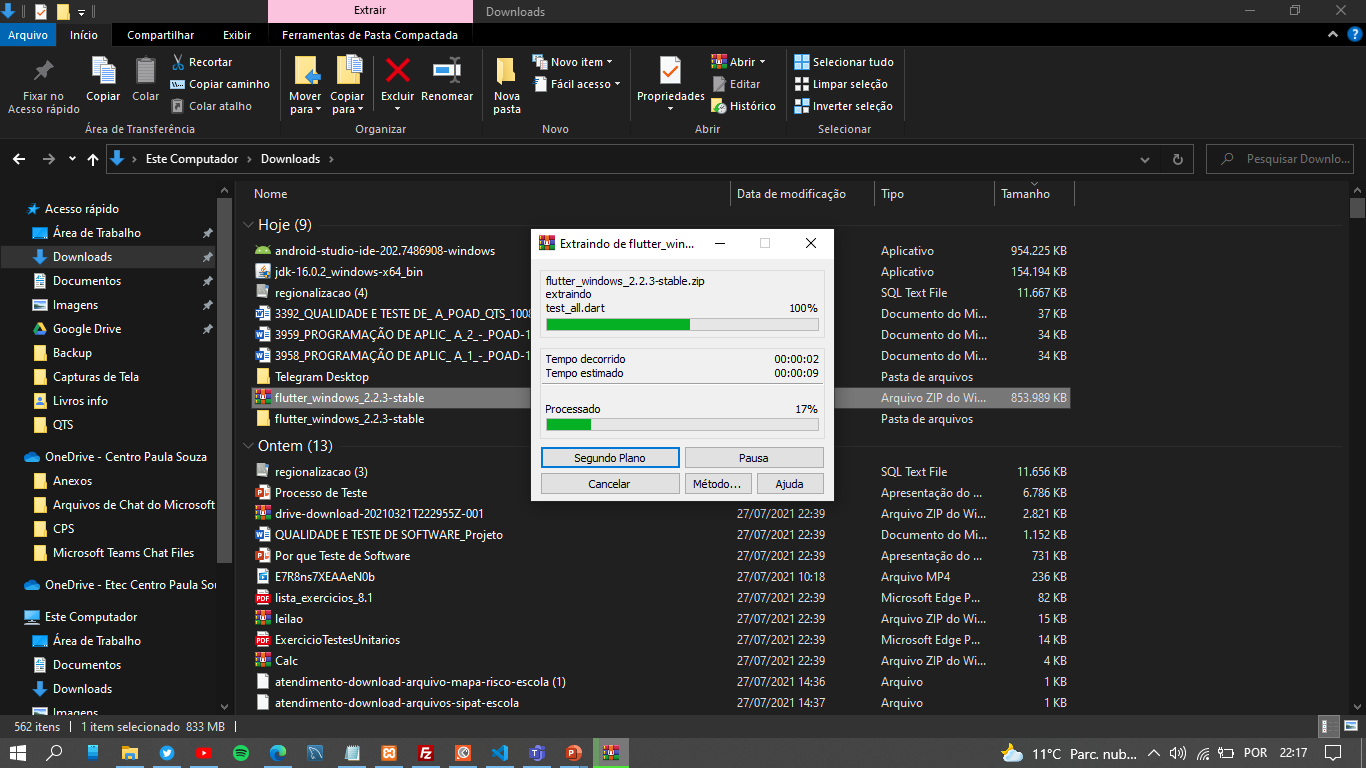 Extrair
Downloads
Arquivo
Início
Compartilhar
Exibir
Ferramentas de Pasta Compactada
Fixar no
Acesso rápido
Copiar
Colar
Recortar
Copiar caminho
Colar atalho
Área de Transferência
Mover
para
Copiar
para
Excluir
Renomear
Organizar
Nova
pasta
Novo item
Fácil acesso
Novo
Propriedades
Abrir
Editar
Histórico
Abrir
Selecionar tudo
Limpar seleção
Inverter seleção
Selecionar
Este Computador
Downloads
Pesquisar Downlo...
Acesso rápido
Área de Trabalho
Downloads
Documentos
Imagens
Google Drive
Backup
Capturas de Tela
Livros info
QTS
OneDrive - Centro Paula Souza
Anexos
Arquivos de Chat do Microsoft
CPS
Microsoft Teams Chat Files
OneDrive - Etec Centro Paula Sou
Este Computador
Área de Trabalho
Documentos
Downloads
Imagens
Nome Data de modificação Tipo Tamanho
Hoje (9)
android-studio-ide-202.7486908-windows Aplicativo 954.225 KB
jdk-16.0.2_windows-x64_bin Aplicativo 154.194 KB
regionalizacao (4) SQL Text File 11.667 KB
3392_QUALIDADE E TESTE DE_ A_POAD_QTS_1008 Documento do Mi... 37 KB
3959_PROGRAMAÇÃO DE APLIC_ A_2_-_POAD-1 Documento do Mi... 34 KB
3958_PROGRAMAÇÃO DE APLIC_ A_1_-_POAD-1 Documento do Mi... 34 KB
Telegram Desktop Pasta de arquivos
flutter_windows_2.2.3-stable Arquivo ZIP do Wi... 853.989 KB
flutter_windows_2.2.3-stable Pasta de arquivos
Ontem (13)
regionalizacao (3) SQL Text File 11.656 KB
Processo de Teste Apresentação do ... 6.786 KB
drive-download-20210321T222955Z-001 27/07/2021 22:39 Arquivo ZIP do Wi... 2.821 KB
QUALIDADE E TESTE DE SOFTWARE_Projeto 27/07/2021 22:39 Documento do Mi... 1.152 KB
Por que Teste de Software 27/07/2021 22:39 Apresentação do ... 731 KB
E7R8ns7XEAAeN0b 27/07/2021 10:18 Arquivo MP4 236 KB
lista_exercicios_8.1 27/07/2021 22:39 Microsoft Edge P... 82 KB
leilao 27/07/2021 22:39 Arquivo ZIP do Wi... 15 KB
ExercicioTestesUnitarios 27/07/2021 22:39 Microsoft Edge P... 14 KB
Calc 27/07/2021 22:39 Arquivo ZIP do Wi... 4 KB
atendimento-download-arquivo-mapa-risco-escola (1) 27/07/2021 14:36 Arquivo 1 KB
atendimento-download-arquivos-sipat-escola 27/07/2021 14:37 Arquivo 1 KB
Extraindo de flutter_win...
flutter_windows_2.2.3-stable.zip
extraindo
test_all.dart 100%
Tempo decorrido 00:00:02
Tempo estimado 00:00:09
Processado 17%
Segundo Plano Pausa
Cancelar Método... Ajuda
562 itens 1 item selecionado 833 MB
11°C Parc. nub... POR 22:17